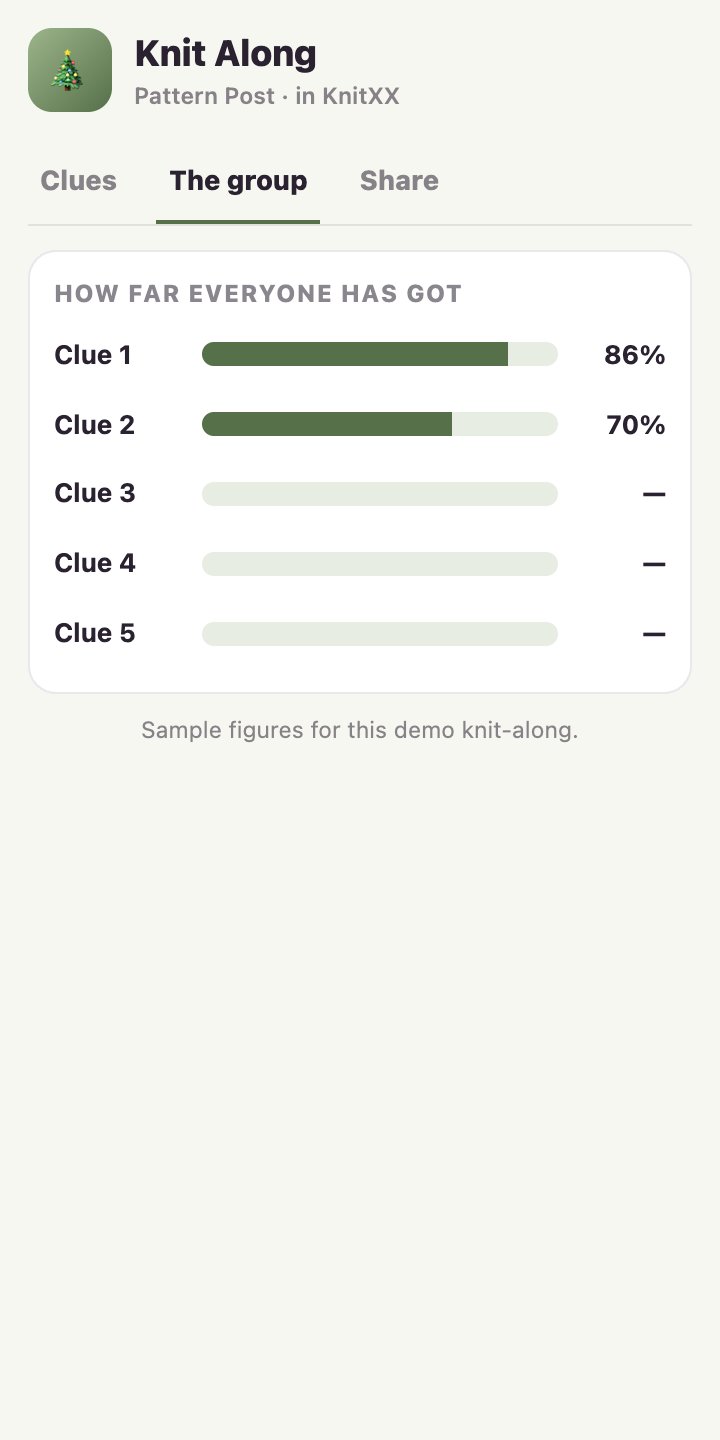 Knit Along
Pattern Post · in KnitXX
Clues The group Share
HOW FAR EVERYONE HAS GOT
Clue 1 86%
Clue 2 70%
Clue 3 —
Clue 4 —
Clue 5 —
Sample figures for this demo knit-along.